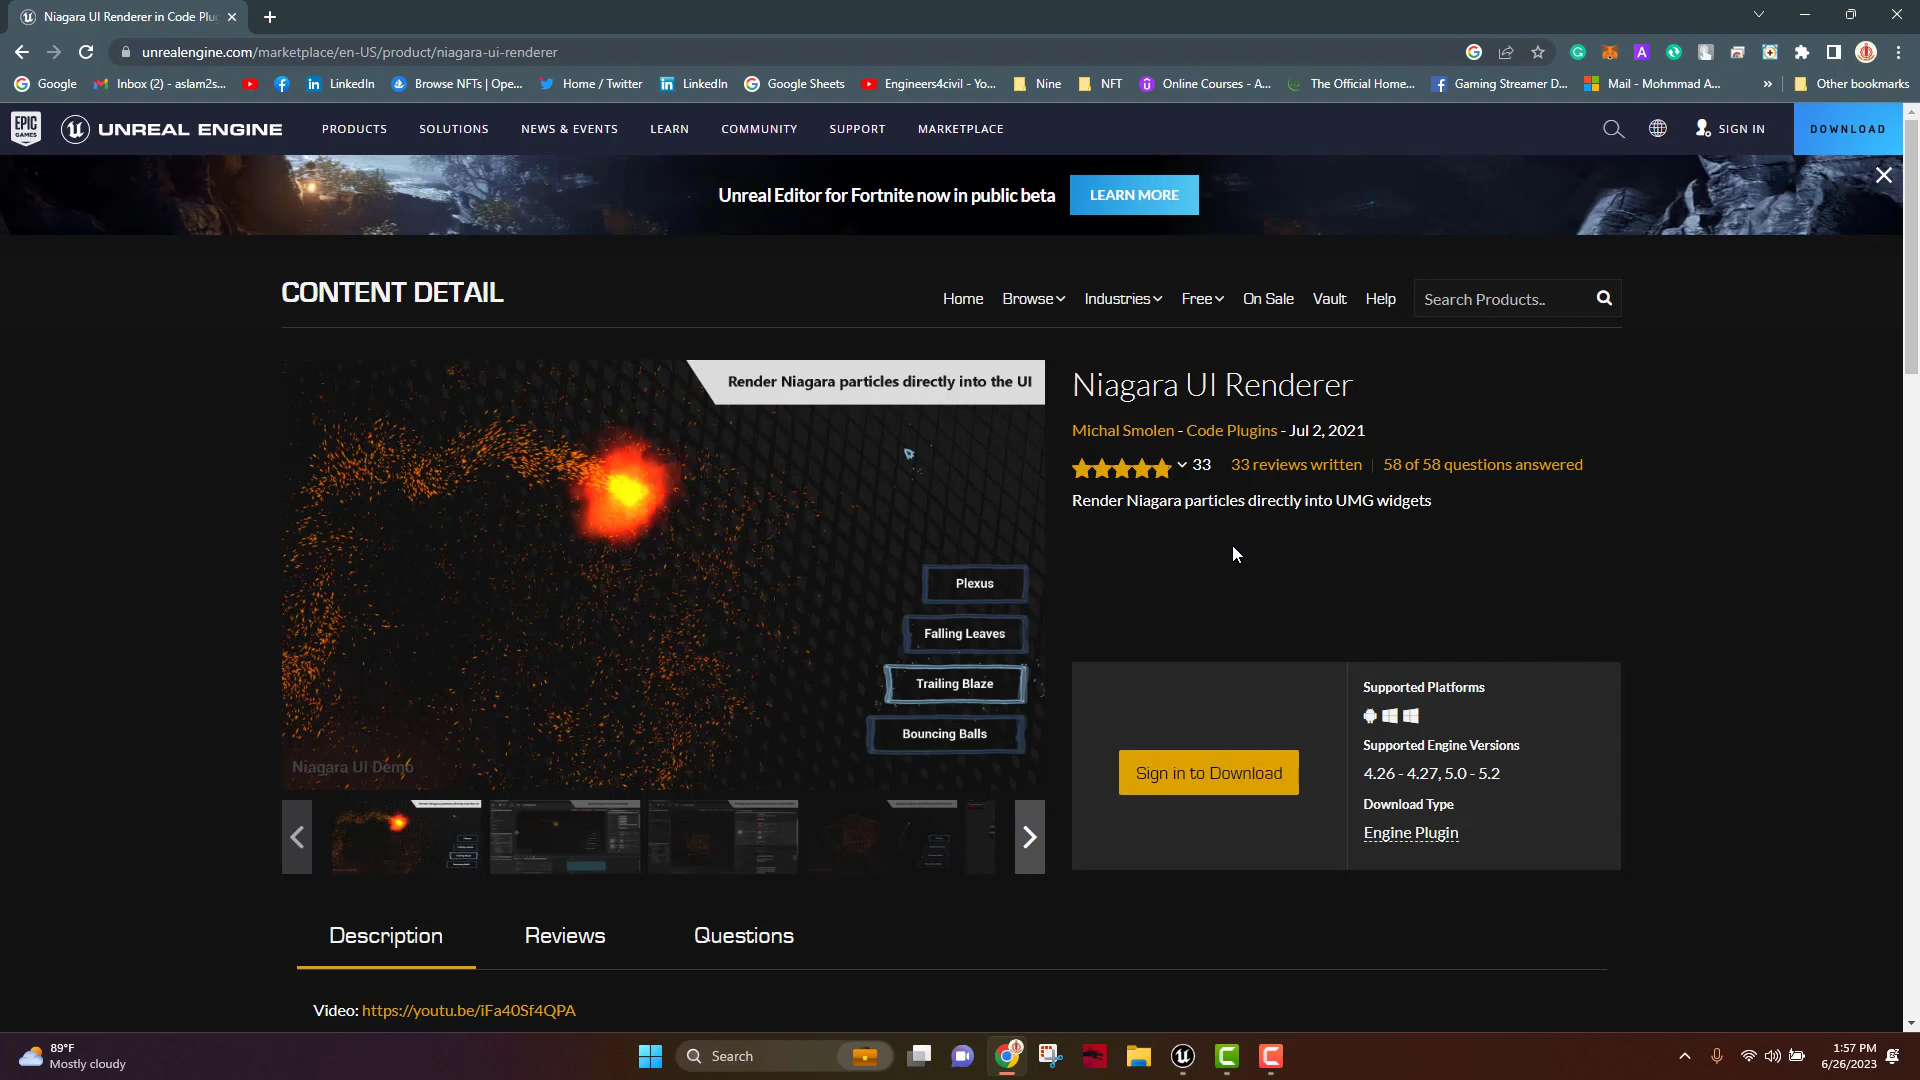 Niagara UI Renderer in Code Plu
unrealengine.com/marketplace/en-US/product/niagara-ui-renderer
Google
Inbox (2) - aslam2s...
LinkedIn
Browse NFTs | Ope...
Home / Twitter
LinkedIn
Google Sheets
Engineers4civil - Yo...
Nine
NFT
Online Courses - A...
The Official Home...
Gaming Streamer D...
Mail - Mohmmad A...
»
Other bookmarks
EPIC GAMES
UNREAL ENGINE
PRODUCTS
SOLUTIONS
NEWS & EVENTS
LEARN
COMMUNITY
SUPPORT
MARKETPLACE
SIGN IN
DOWNLOAD
Unreal Editor for Fortnite now in public beta
LEARN MORE
CONTENT DETAIL
Home
Browse
Industries
Free
On Sale
Vault
Help
Search Products..
Render Niagara particles directly into the UI
Plexus
Falling Leaves
Trailing Blaze
Bouncing Balls
Niagara UI Demo
Niagara UI Renderer
Michal Smolen - Code Plugins - Jul 2, 2021
33
33 reviews written | 58 of 58 questions answered
Render Niagara particles directly into UMG widgets
Sign in to Download
Supported Platforms
Supported Engine Versions
4.26 - 4.27, 5.0 - 5.2
Download Type
Engine Plugin
Description
Reviews
Questions
Video: https://youtu.be/iFa40Sf4QPA
89°F
Mostly cloudy
Search
1:57 PM
6/26/2023